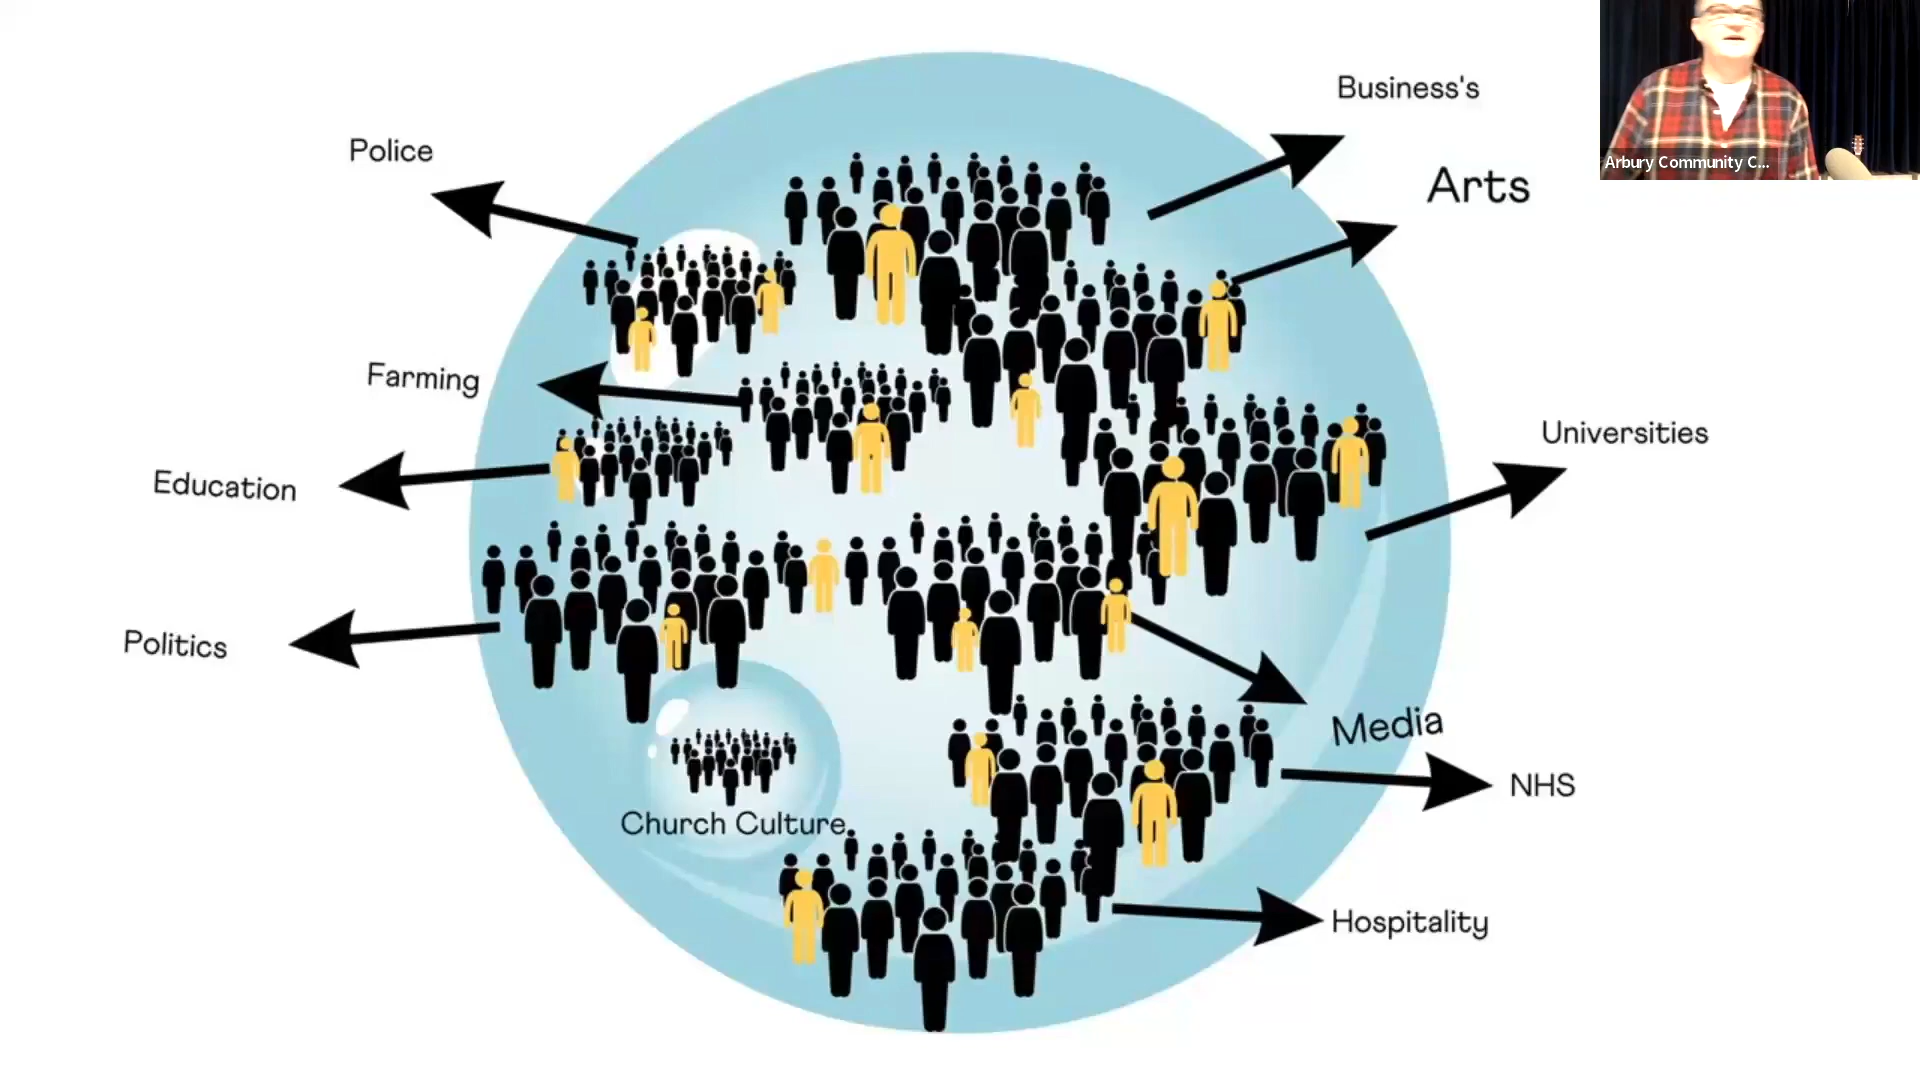 Business's
Arts
Arbury Community C...
Police
Farming
Education
Universities
Politics
Media
NHS
Church Culture
Hospitality